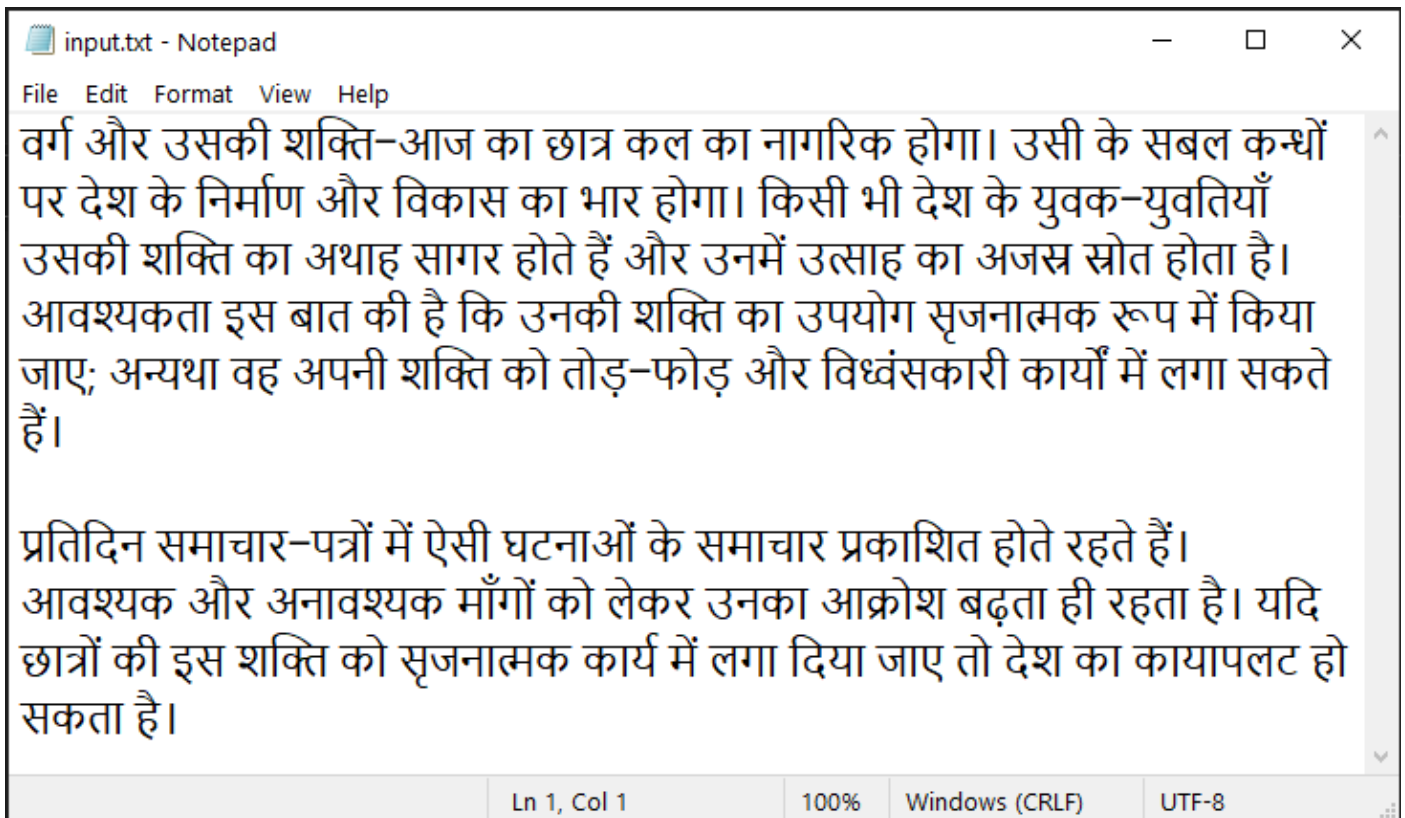 input.txt - Notepad
File Edit Format View Help
वर्ग और उसकी शक्ति-आज का छात्र कल का नागरिक होगा। उसी के सबल कन्धों
पर देश के निर्माण और विकास का भार होगा। किसी भी देश के युवक-युवतियाँ
उसकी शक्ति का अथाह सागर होते हैं और उनमें उत्साह का अजस्र स्रोत होता है।
आवश्यकता इस बात की है कि उनकी शक्ति का उपयोग सृजनात्मक रूप में किया
जाए; अन्यथा वह अपनी शक्ति को तोड़-फोड़ और विध्वंसकारी कार्यों में लगा सकते
हैं।
प्रतिदिन समाचार-पत्रों में ऐसी घटनाओं के समाचार प्रकाशित होते रहते हैं।
आवश्यक और अनावश्यक माँगों को लेकर उनका आक्रोश बढ़ता ही रहता है। यदि
छात्रों की इस शक्ति को सृजनात्मक कार्य में लगा दिया जाए तो देश का कायापलट हो
सकता है।
Ln 1, Col 1 100% Windows (CRLF) UTF-8